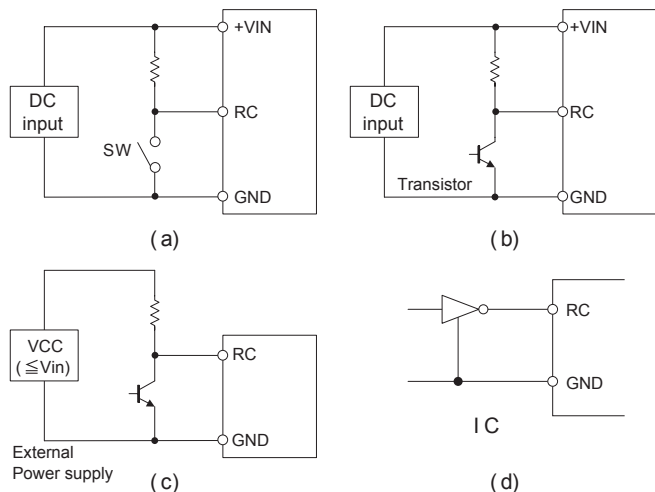 +VIN
DC
input
RC
SW
GND
(a)
+VIN
DC
input
RC
Transistor
GND
(b)
VCC
(≦Vin)
RC
GND
External
Power supply
(c)
RC
GND
IC
(d)